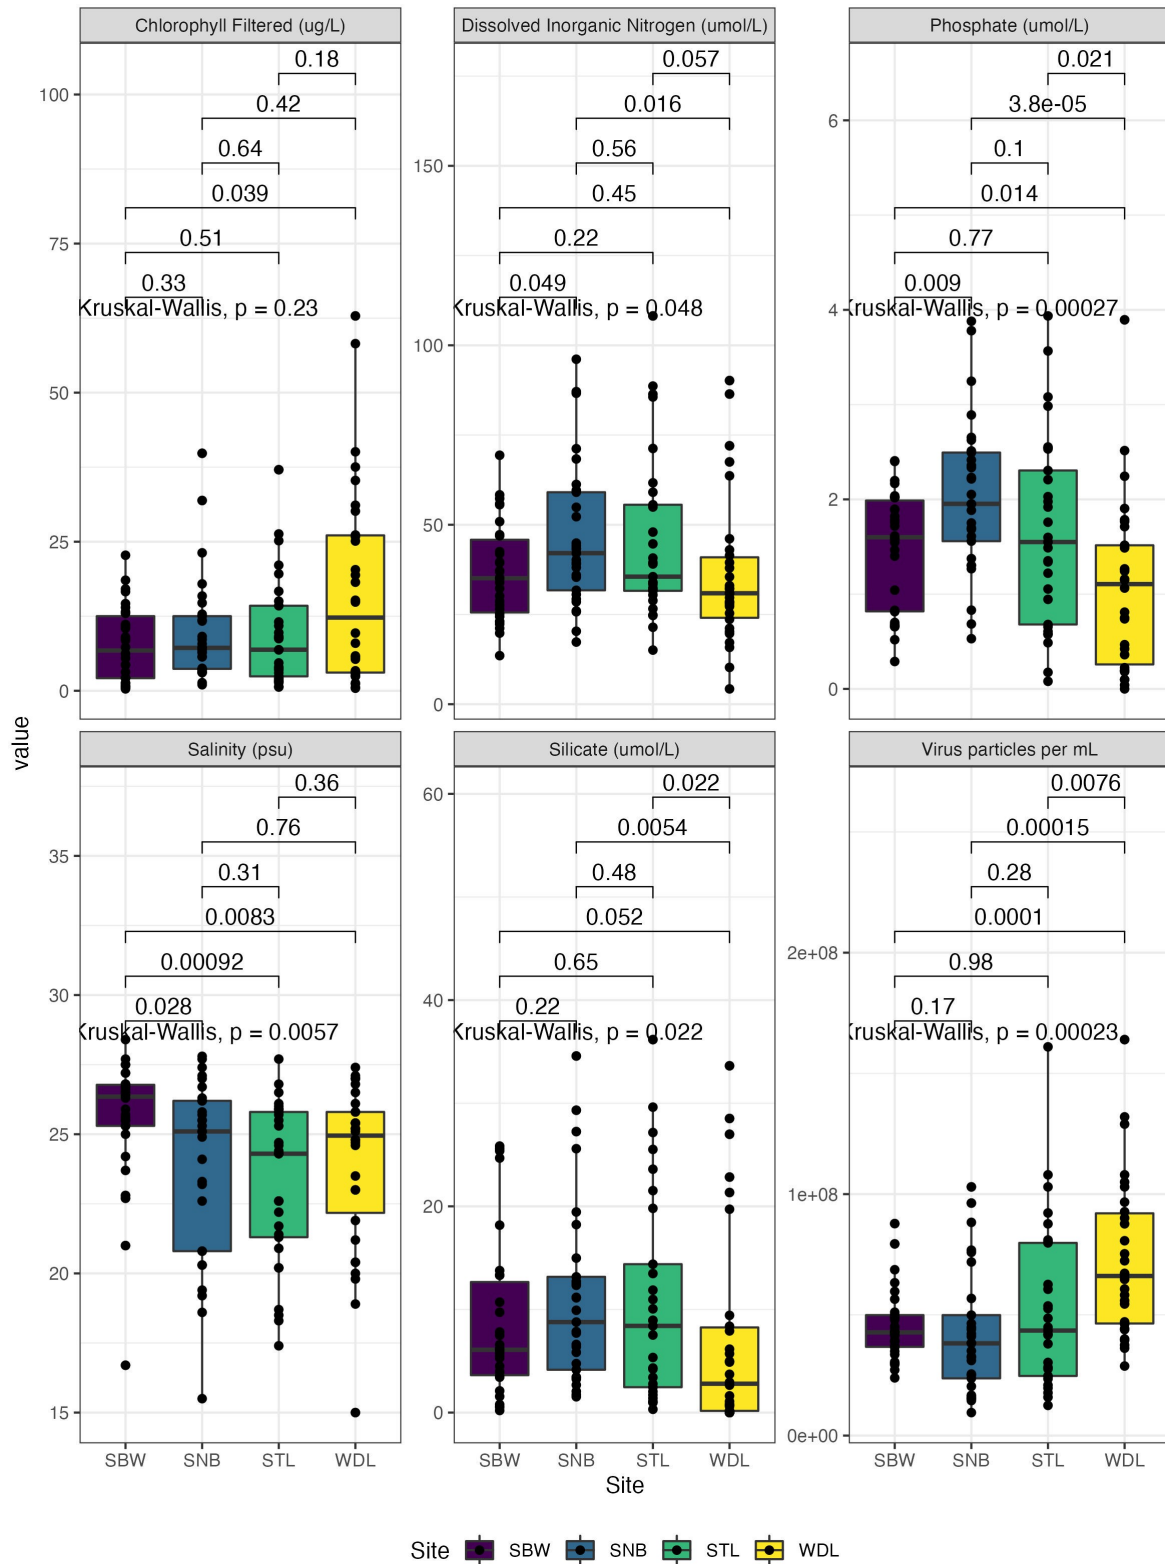 Chlorophyll Filtered (ug/L)
Dissolved Inorganic Nitrogen (umol/L)
Phosphate (umol/L)
0.18
0.42
0.64
0.039
0.51
0.33
Kruskal-Wallis, p = 0.23
100
75
50
25
0
0.057
0.016
0.56
0.45
0.22
0.049
Kruskal-Wallis, p = 0.048
150
100
50
0
0.021
3.8e-05
0.1
0.014
0.77
0.009
Kruskal-Wallis, p = 0.00027
6
4
2
0
value
Salinity (psu)
Silicate (umol/L)
Virus particles per mL
0.36
0.76
0.31
0.0083
0.00092
0.028
Kruskal-Wallis, p = 0.0057
35
30
25
20
15
0.022
0.0054
0.48
0.052
0.65
0.22
Kruskal-Wallis, p = 0.022
60
40
20
0
0.0076
0.00015
0.28
0.0001
0.98
0.17
Kruskal-Wallis, p = 0.00023
2e+08
1e+08
0e+00
SBW SNB STL WDL
SBW SNB STL WDL
SBW SNB STL WDL
Site
Site SBW SNB STL WDL